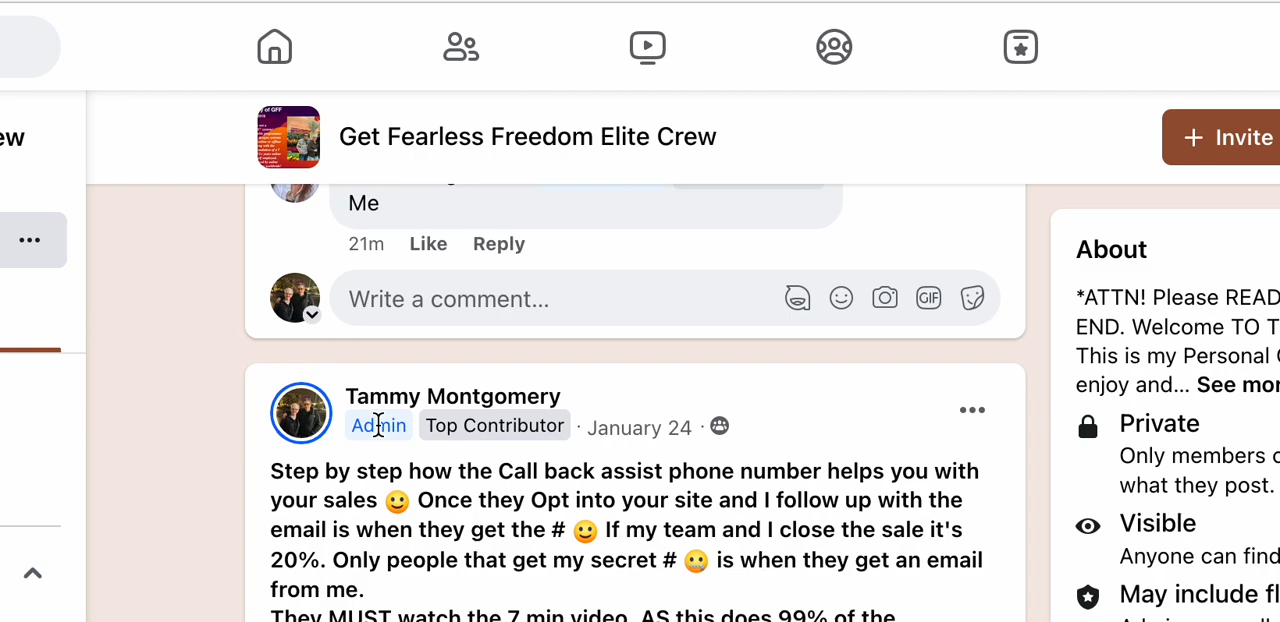 ew
Get Fearless Freedom Elite Crew
Invite
Me
21m Like Reply
Write a comment...
GIF
Tammy Montgomery
Admin Top Contributor · January 24 ·
Step by step how the Call back assist phone number helps you with
your sales 🙂 Once they Opt into your site and I follow up with the
email is when they get the # 🙂 If my team and I close the sale it's
20%. Only people that get my secret # 🤐 is when they get an email
from me.
They MUST watch the 7 min video. AS this does 99% of the
About
*ATTN! Please READ
END. Welcome TO T
This is my Personal
enjoy and... See mor
Private
Only members
what they post.
Visible
Anyone can find
May include fl